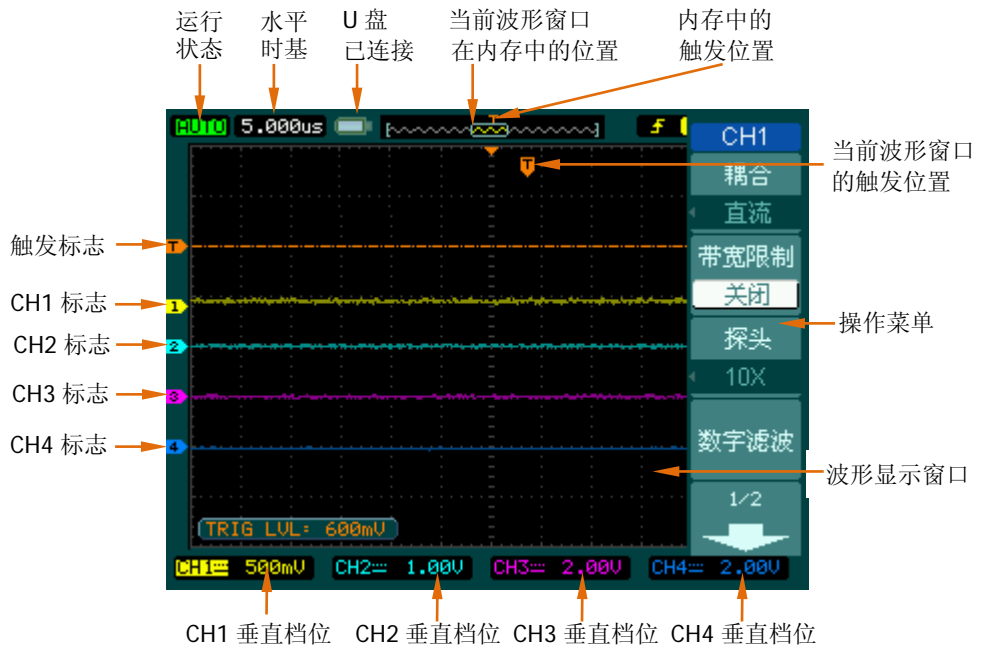 运行
状态
水平
时基
U 盘
已连接
当前波形窗口
在内存中的位置
内存中的
触发位置
AUTO 5.000us
T
CH1
耦合
直流
带宽限制
关闭
探头
10X
数字滤波
1/2
T
当前波形窗口
的触发位置
触发标志
T
CH1 标志
1
CH2 标志
2
CH3 标志
3
CH4 标志
4
操作菜单
波形显示窗口
TRIG LVL: 600mV
CH1 500mV CH2 1.00V CH3 2.00V CH4 2.00V
CH1 垂直档位 CH2 垂直档位 CH3 垂直档位 CH4 垂直档位